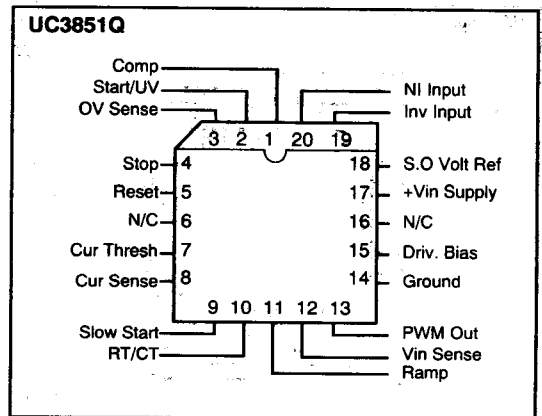 UC3851Q
Comp
Start/UV
OV Sense
NI Input
Inv Input
3 2 1 20 19
Stop 4
Reset 5
N/C 6
Cur Thresh 7
Cur Sense 8
18 S.O Volt Ref
17 +Vin Supply
16 N/C
15 Driv. Bias
14 Ground
9 10 11 12 13
Slow Start
RT/CT
PWM Out
Vin Sense
Ramp